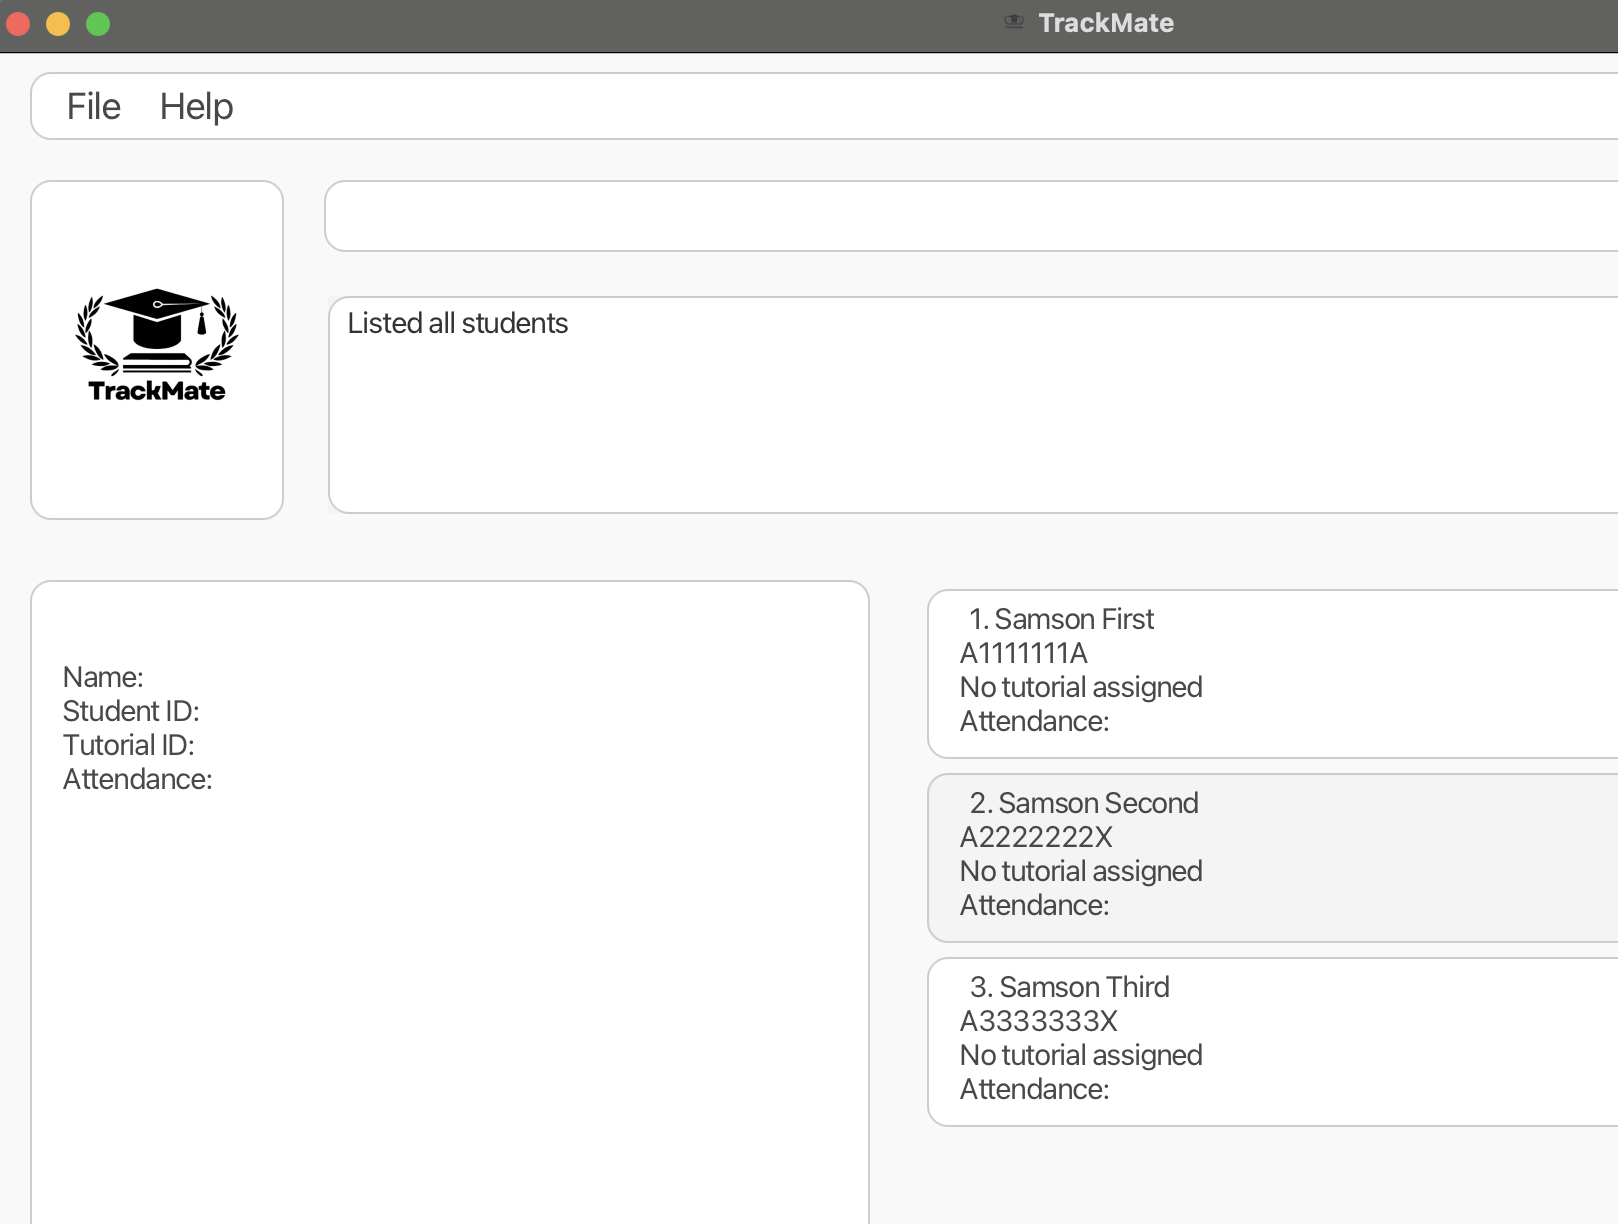 TrackMate
File Help
TrackMate
Listed all students
Name:
Student ID:
Tutorial ID:
Attendance:
1. Samson First
A1111111A
No tutorial assigned
Attendance:
2. Samson Second
A2222222X
No tutorial assigned
Attendance:
3. Samson Third
A3333333X
No tutorial assigned
Attendance: